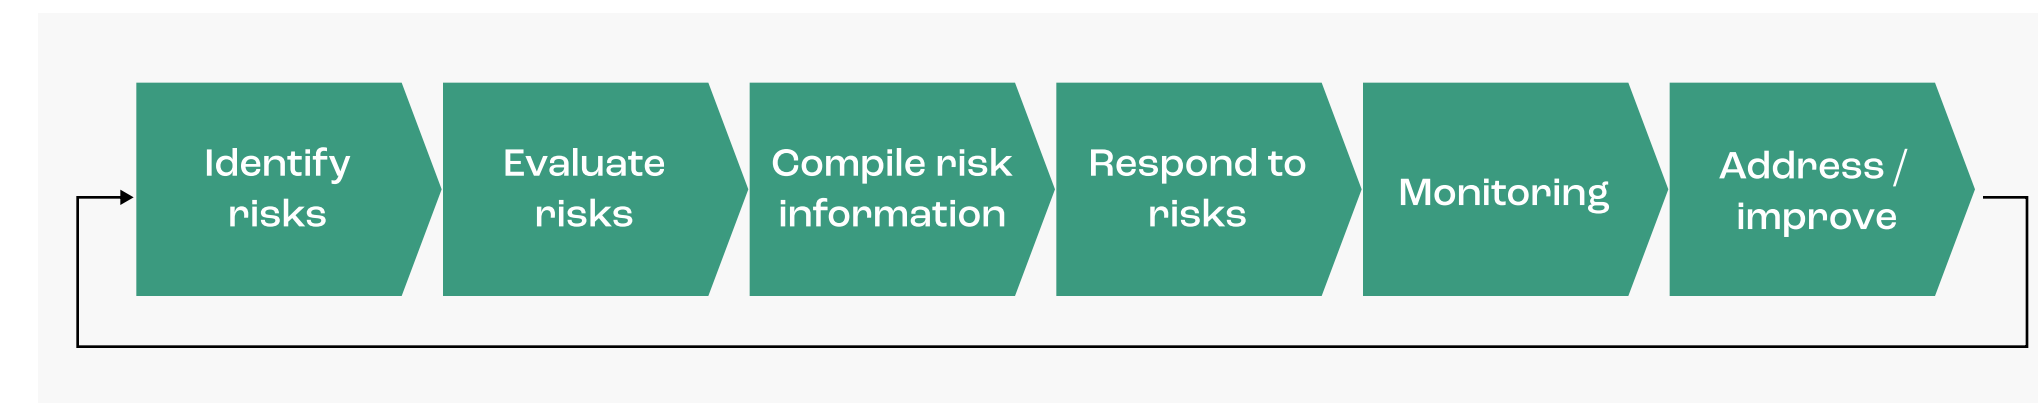 Identify
risks
Evaluate
risks
Compile risk
information
Respond to
risks
Monitoring
Address /
improve